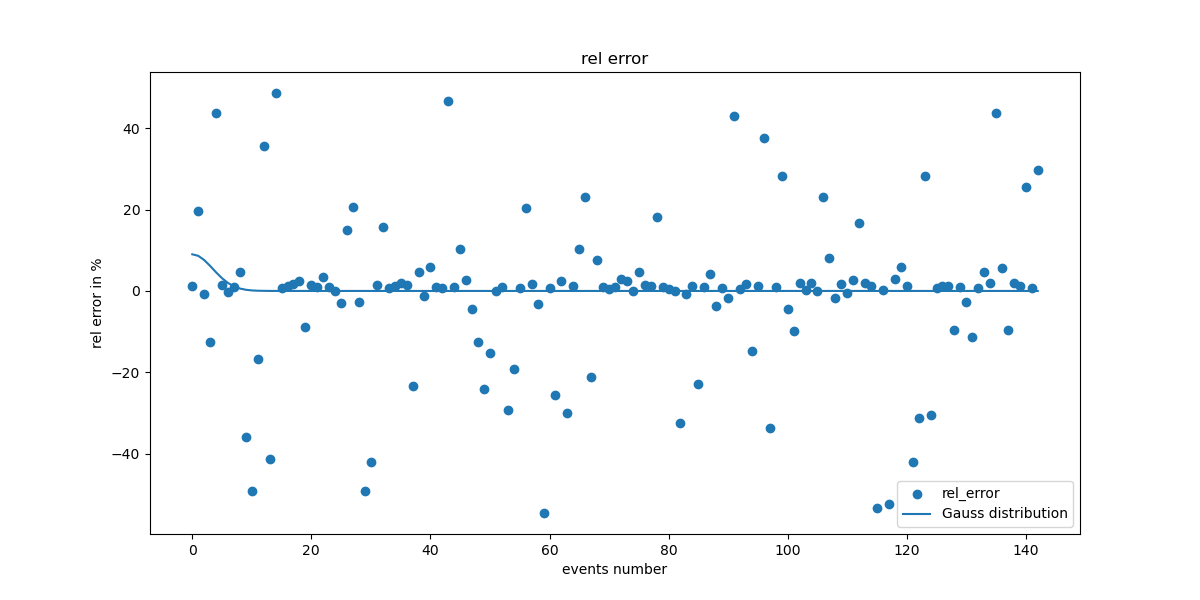 rel error
rel error in %
40
20
0
−20
−40
0
20
40
60
80
100
120
140
events number
rel_error
Gauss distribution